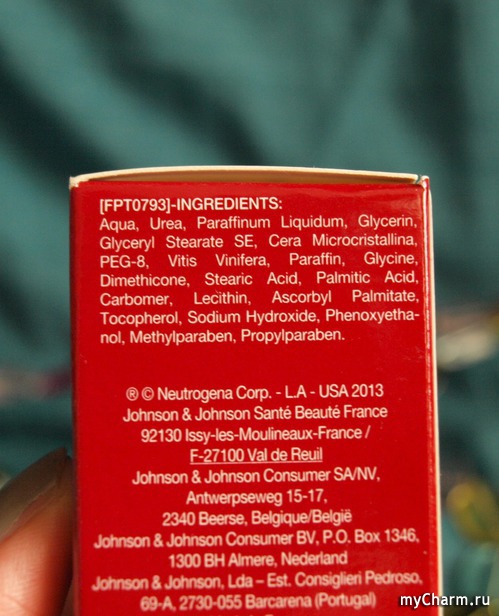 [FPT0793]-INGREDIENTS:
Aqua, Urea, Paraffinum Liquidum, Glycerin,
Glyceryl Stearate SE, Cera Microcristallina,
PEG-8, Vitis Vinifera, Paraffin, Glycine,
Dimethicone, Stearic Acid, Palmitic Acid,
Carbomer, Lecithin, Ascorbyl Palmitate,
Tocopherol, Sodium Hydroxide, Phenoxyetha-
nol, Methylparaben, Propylparaben.
® © Neutrogena Corp. - L.A - USA 2013
Johnson & Johnson Santé Beauté France
92130 Issy-les-Moulineaux-France /
F-27100 Val de Reuil
Johnson & Johnson Consumer SA/NV,
Antwerpseweg 15-17,
2340 Beerse, Belgique/België
Johnson & Johnson Consumer BV, P.O. Box 1346,
1300 BH Almere, Nederland
Johnson & Johnson, Lda – Est. Consiglieri Pedroso,
69-A, 2730-055 Barcarena (Portugal)
myCharm.ru